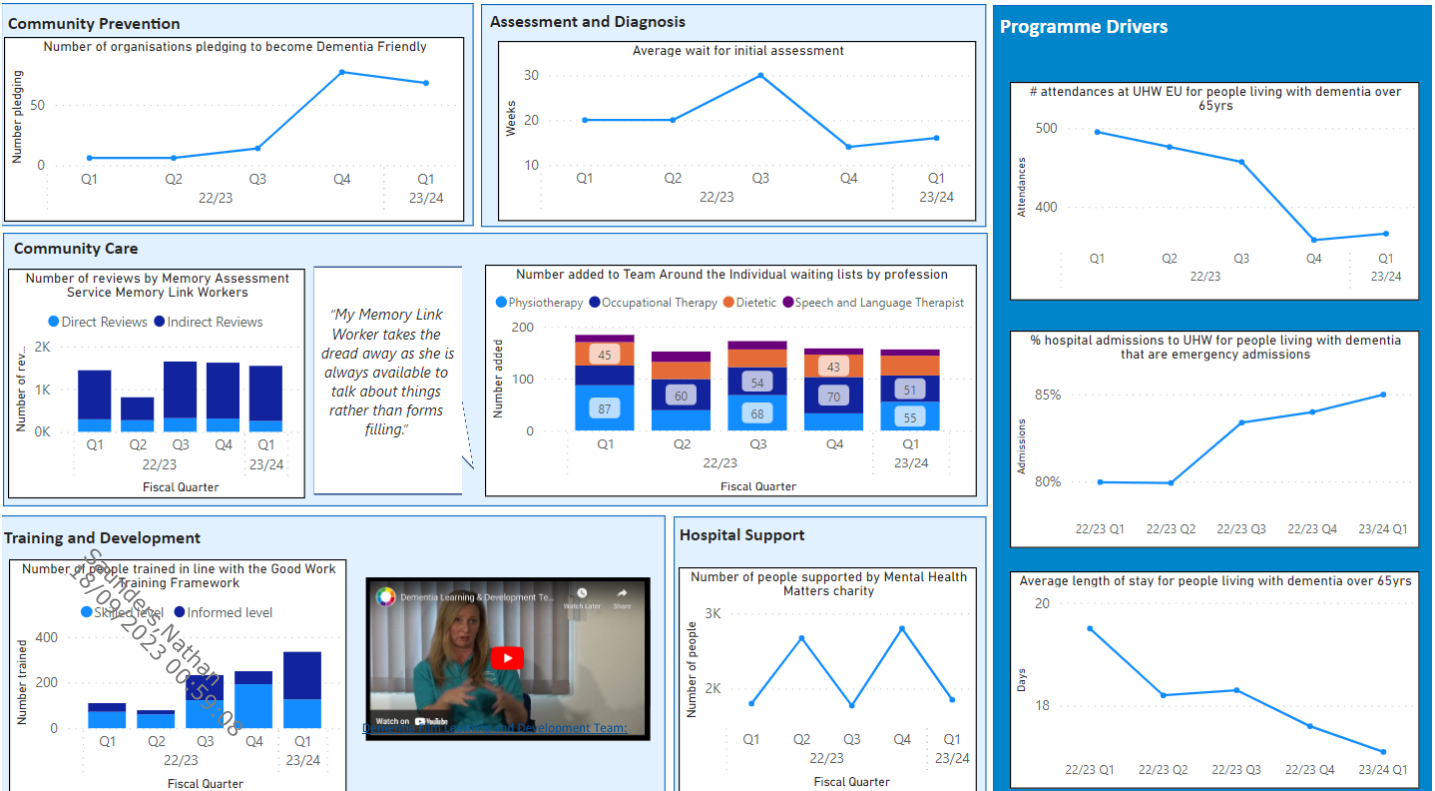 Community Prevention
Number of organisations pledging to become Dementia Friendly
Number pledging
50
0
Q1
Q2
Q3
Q4
Q1
22/23
23/24
Assessment and Diagnosis
Average wait for initial assessment
Weeks
30
20
10
Q1
Q2
Q3
Q4
Q1
22/23
23/24
Programme Drivers
# attendances at UHW EU for people living with dementia over
65yrs
Attendances
500
400
Q1
Q2
Q3
Q4
Q1
22/23
23/24
% hospital admissions to UHW for people living with dementia
that are emergency admissions
Admissions
85%
80%
22/23 Q1
22/23 Q2
22/23 Q3
22/23 Q4
23/24 Q1
Average length of stay for people living with dementia over 65yrs
Days
20
18
22/23 Q1
22/23 Q2
22/23 Q3
22/23 Q4
23/24 Q1
Community Care
Number of reviews by Memory Assessment
Service Memory Link Workers
Direct Reviews
Indirect Reviews
Number of rev...
2K
1K
0K
Q1
Q2
Q3
Q4
Q1
22/23
23/24
Fiscal Quarter
"My Memory Link
Worker takes the
dread away as she is
always available to
talk about things
rather than forms
filling."
Number added to Team Around the Individual waiting lists by profession
Physiotherapy
Occupational Therapy
Dietetic
Speech and Language Therapist
Number added
200
100
0
45
87
60
54
68
43
70
51
55
Q1
Q2
Q3
Q4
Q1
22/23
23/24
Fiscal Quarter
Training and Development
Number of people trained in line with the Good Work
Training Framework
Skilled level
Informed level
Number trained
400
200
0
Q1
Q2
Q3
Q4
Q1
22/23
23/24
Fiscal Quarter
Saunders, Nathan
18/09/2023 00:59:08
Dementia Learning & Development Te...
Watch Later
Share
Watch on YouTube
Dementia Film Learning and Development Team:
Hospital Support
Number of people supported by Mental Health
Matters charity
Number of people
3K
2K
Q1
Q2
Q3
Q4
Q1
22/23
23/24
Fiscal Quarter